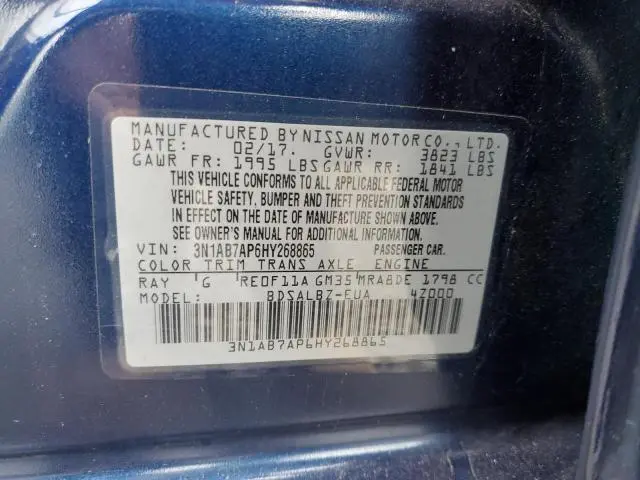 MANUFACTURED BY NISSAN MOTOR CO., LTD.
DATE: 02/17. GVWR: 3823 LBS
GAWR FR: 1995 LBS GAWR RR: 1841 LBS
THIS VEHICLE CONFORMS TO ALL APPLICABLE FEDERAL MOTOR
VEHICLE SAFETY, BUMPER AND THEFT PREVENTION STANDARDS
IN EFFECT ON THE DATE OF MANUFACTURE SHOWN ABOVE.
SEE OWNER'S MANUAL FOR ADDITIONAL INFORMATION.
VIN: 3N1AB7AP6HY268865 PASSENGER CAR.
COLOR TRIM TRANS AXLE ENGINE
RAY G RE0F11A GM35 MRA8DE 1798 CC
MODEL: BDSALBZ-EUA 4Z000
3N1AB7AP6HY268865